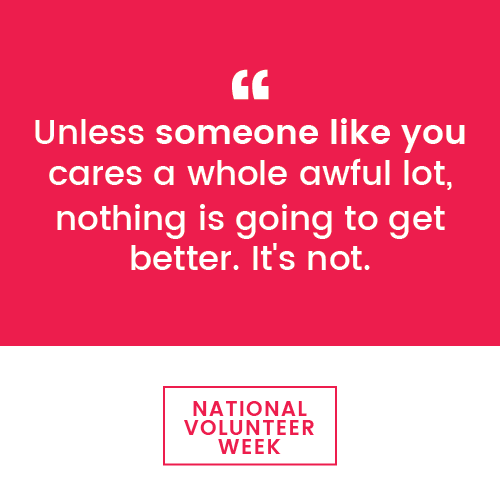 “
Unless someone like you
cares a whole awful lot,
nothing is going to get
better. It's not.
NATIONAL
VOLUNTEER
WEEK